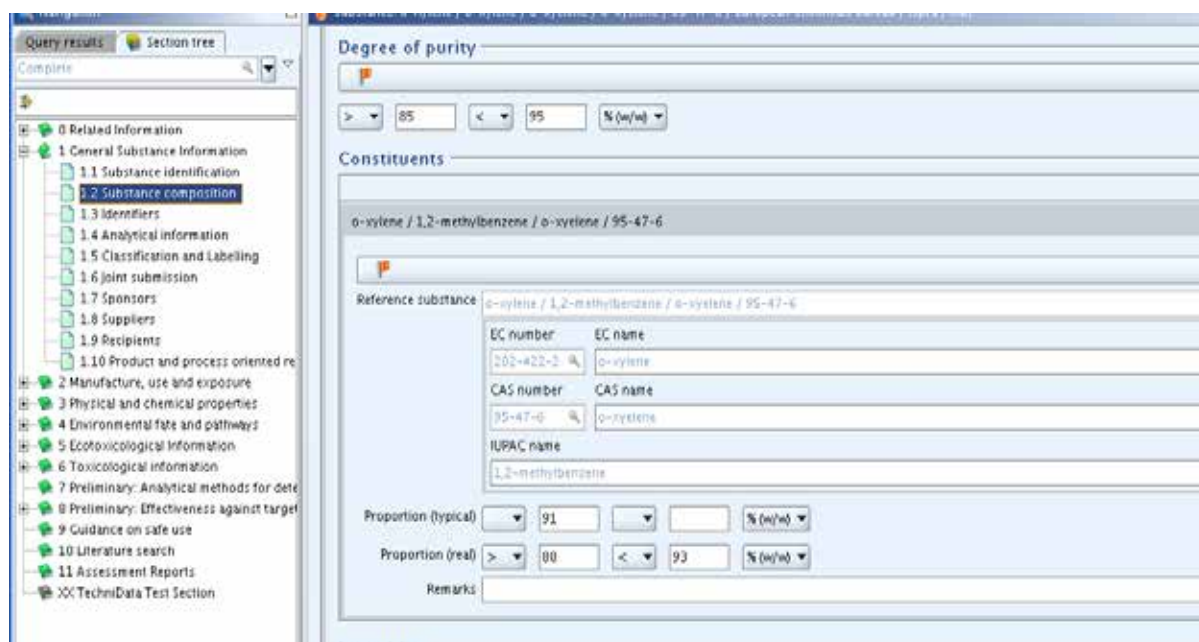 Query results
Section tree
Complete
0 Related Information
1 General Substance Information
1.1 Substance identification
1.2 Substance composition
1.3 Identifiers
1.4 Analytical information
1.5 Classification and Labelling
1.6 Joint submission
1.7 Sponsors
1.8 Suppliers
1.9 Recipients
1.10 Product and process oriented re
2 Manufacture, use and exposure
3 Physical and chemical properties
4 Environmental fate and pathways
5 Ecotoxicological Information
6 Toxicological information
7 Preliminary: Analytical methods for dete
8 Preliminary: Effectiveness against target
9 Guidance on safe use
10 Literature search
11 Assessment Reports
XX TechniData Test Section
Degree of purity
> 85 < 95 % (w/w)
Constituents
o-xylene / 1,2-methylbenzene / o-xyelene / 95-47-6
Reference substance o-xylene / 1,2-methylbenzene / o-xyelene / 95-47-6
EC number EC name
202-422-2 o-xylene
CAS number CAS name
95-47-6 o-xyelene
IUPAC name
1,2-methylbenzene
Proportion (typical) 91 % (w/w)
Proportion (real) > 80 < 93 % (w/w)
Remarks